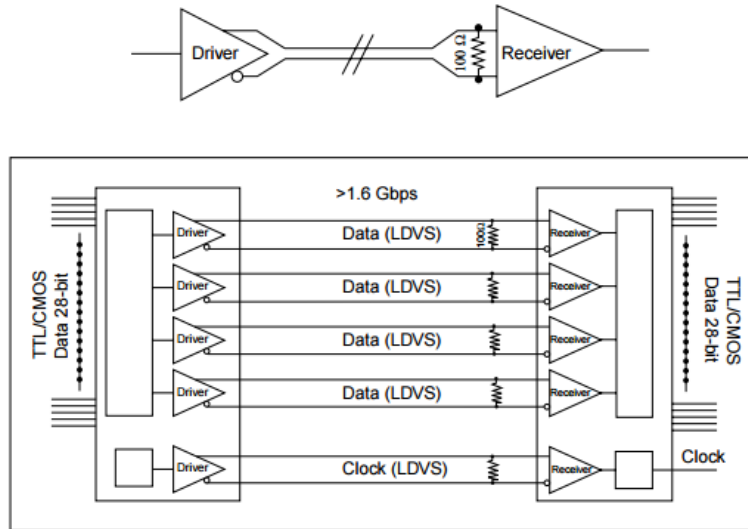 Driver
100 Ω
Receiver
>1.6 Gbps
TTL/CMOS
Data 28-bit
Driver
Data (LDVS)
100Ω
Receiver
Driver
Data (LDVS)
Receiver
Driver
Data (LDVS)
Receiver
Driver
Data (LDVS)
Receiver
TTL/CMOS
Data 28-bit
Driver
Clock (LDVS)
Receiver
Clock